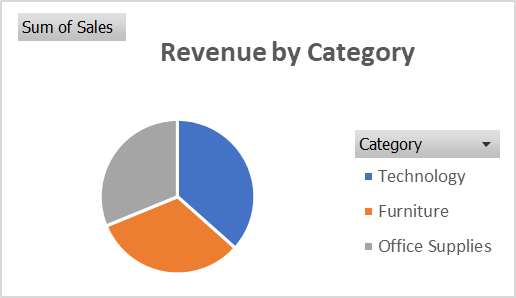 Sum of Sales
Revenue by Category
Category
Technology
Furniture
Office Supplies